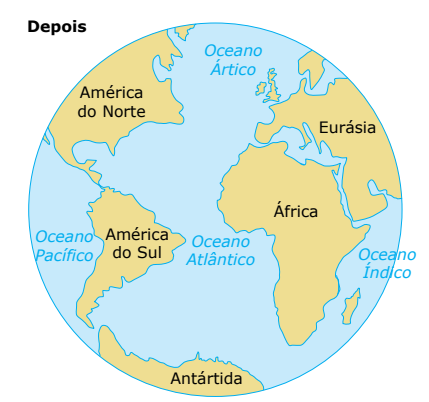 Depois
Oceano
Ártico
América
do Norte
Eurásia
África
Oceano
Pacífico
América
do Sul
Oceano
Atlântico
Oceano
Índico
Antártida